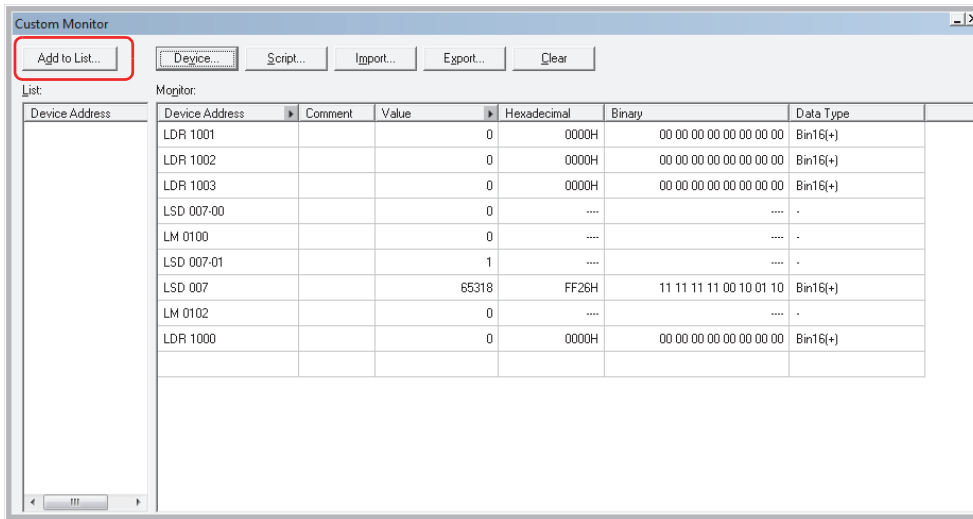 Custom Monitor
Add to List... Device... Script... Import... Export... Clear
List: Monitor:
Device Address Device Address Comment Value Hexadecimal Binary Data Type
LDR 1001 0 0000H 00 00 00 00 00 00 00 00 Bin16(+)
LDR 1002 0 0000H 00 00 00 00 00 00 00 00 Bin16(+)
LDR 1003 0 0000H 00 00 00 00 00 00 00 00 Bin16(+)
LSD 007-00 0 ---- ---- -
LM 0100 0 ---- ---- -
LSD 007-01 1 ---- ---- -
LSD 007 65318 FF26H 11 11 11 11 00 10 01 10 Bin16(+)
LM 0102 0 ---- ---- -
LDR 1000 0 0000H 00 00 00 00 00 00 00 00 Bin16(+)